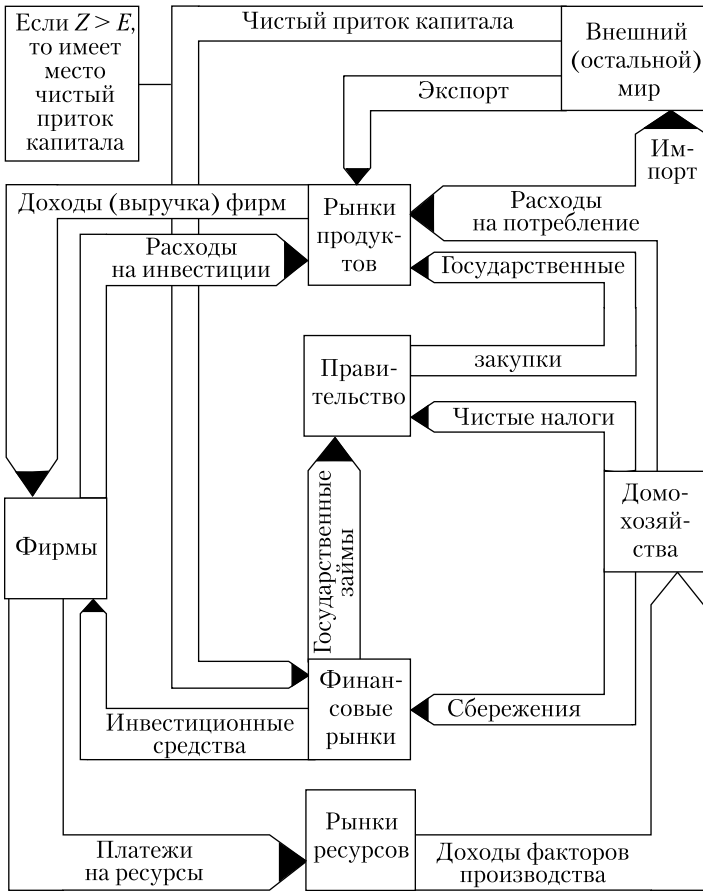 Если Z > E,
то имеет
место
чистый
приток
капитала
Чистый приток капитала
Внешний
(остальной)
мир
Экспорт
Им-
порт
Доходы (выручка) фирм
Рынки
продук-
тов
Расходы
на потребление
Расходы
на инвестиции
Государственные
закупки
Прави-
тельство
Чистые налоги
Государственные
займы
Домо-
хозяй-
ства
Фирмы
Финан-
совые
рынки
Сбережения
Инвестиционные
средства
Рынки
ресурсов
Платежи
на ресурсы
Доходы факторов
производства